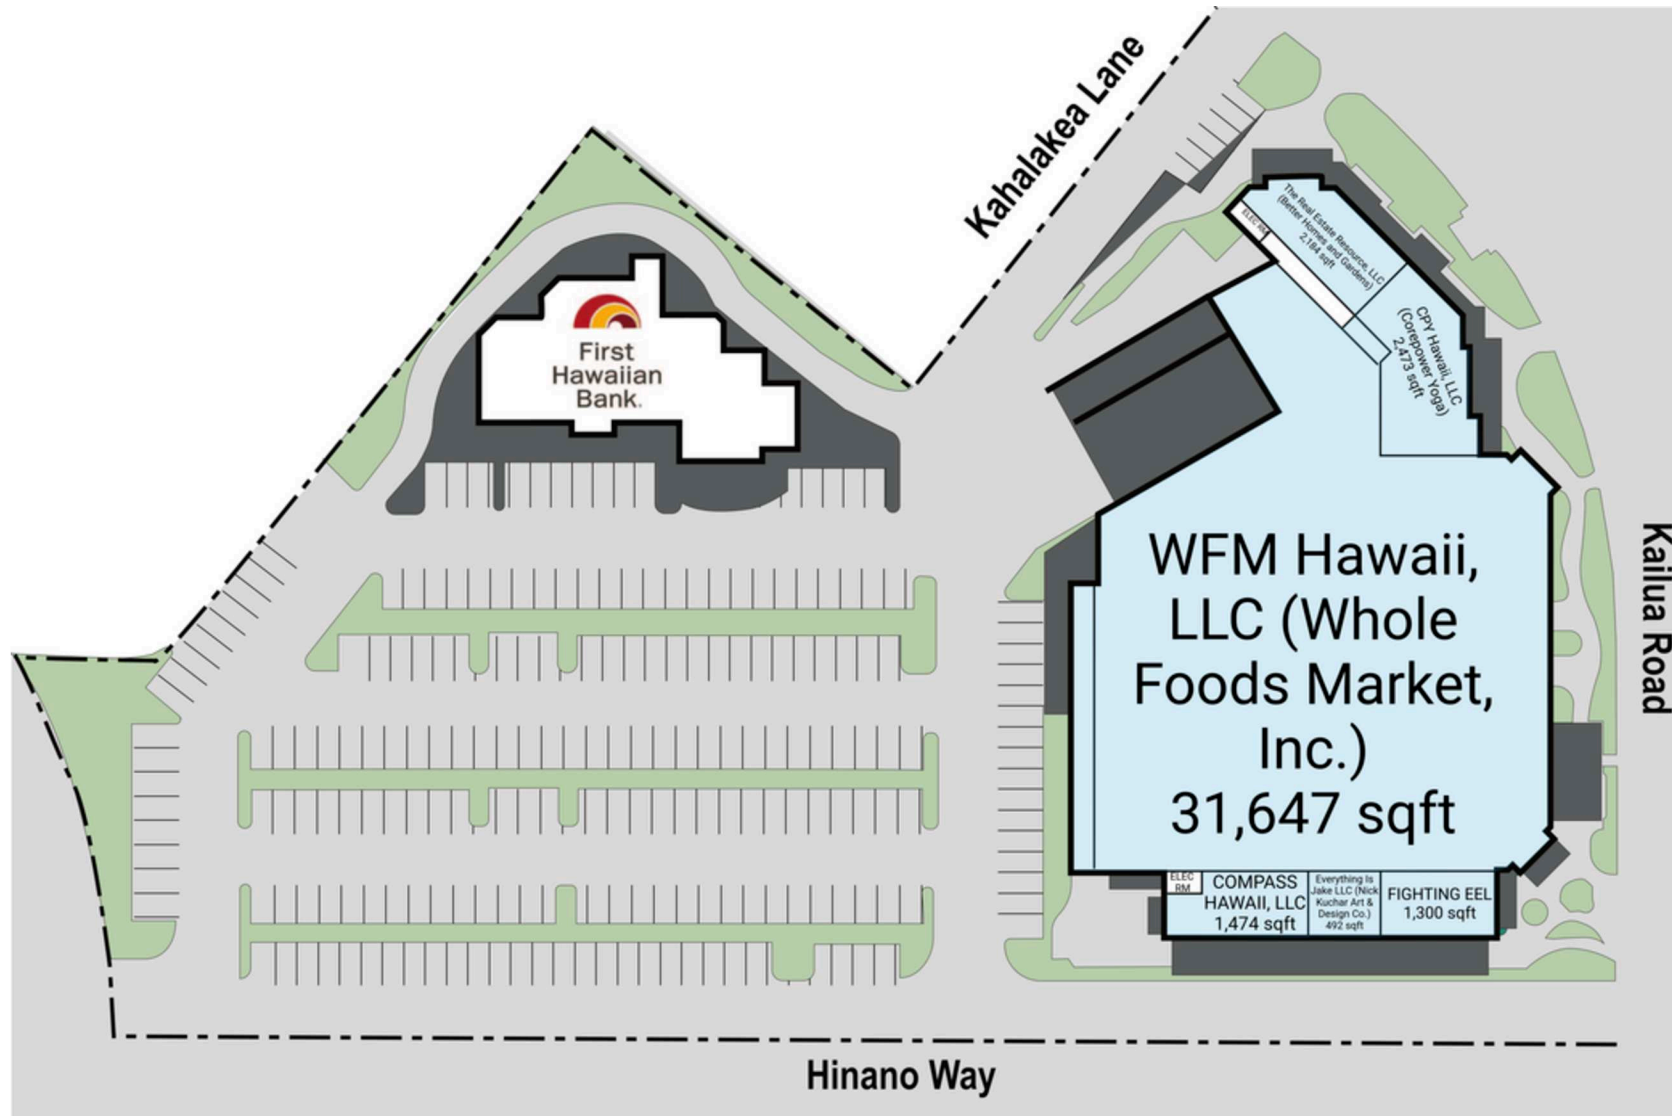 Kahalakea Lane
The Real Estate Resource, LLC
(Better Homes and Gardens)
2,184 sqft
ELEC RM
CPY Hawaii, LLC
(Corepower Yoga)
2,473 sqft
First
Hawaiian
Bank.
WFM Hawaii,
LLC (Whole
Foods Market,
Inc.)
31,647 sqft
Kailua Road
ELEC
RM
COMPASS
HAWAII, LLC
1,474 sqft
Everything Is
Jake LLC (Nick
Kuchar Art &
Design Co.)
492 sqft
FIGHTING EEL
1,300 sqft
Hinano Way